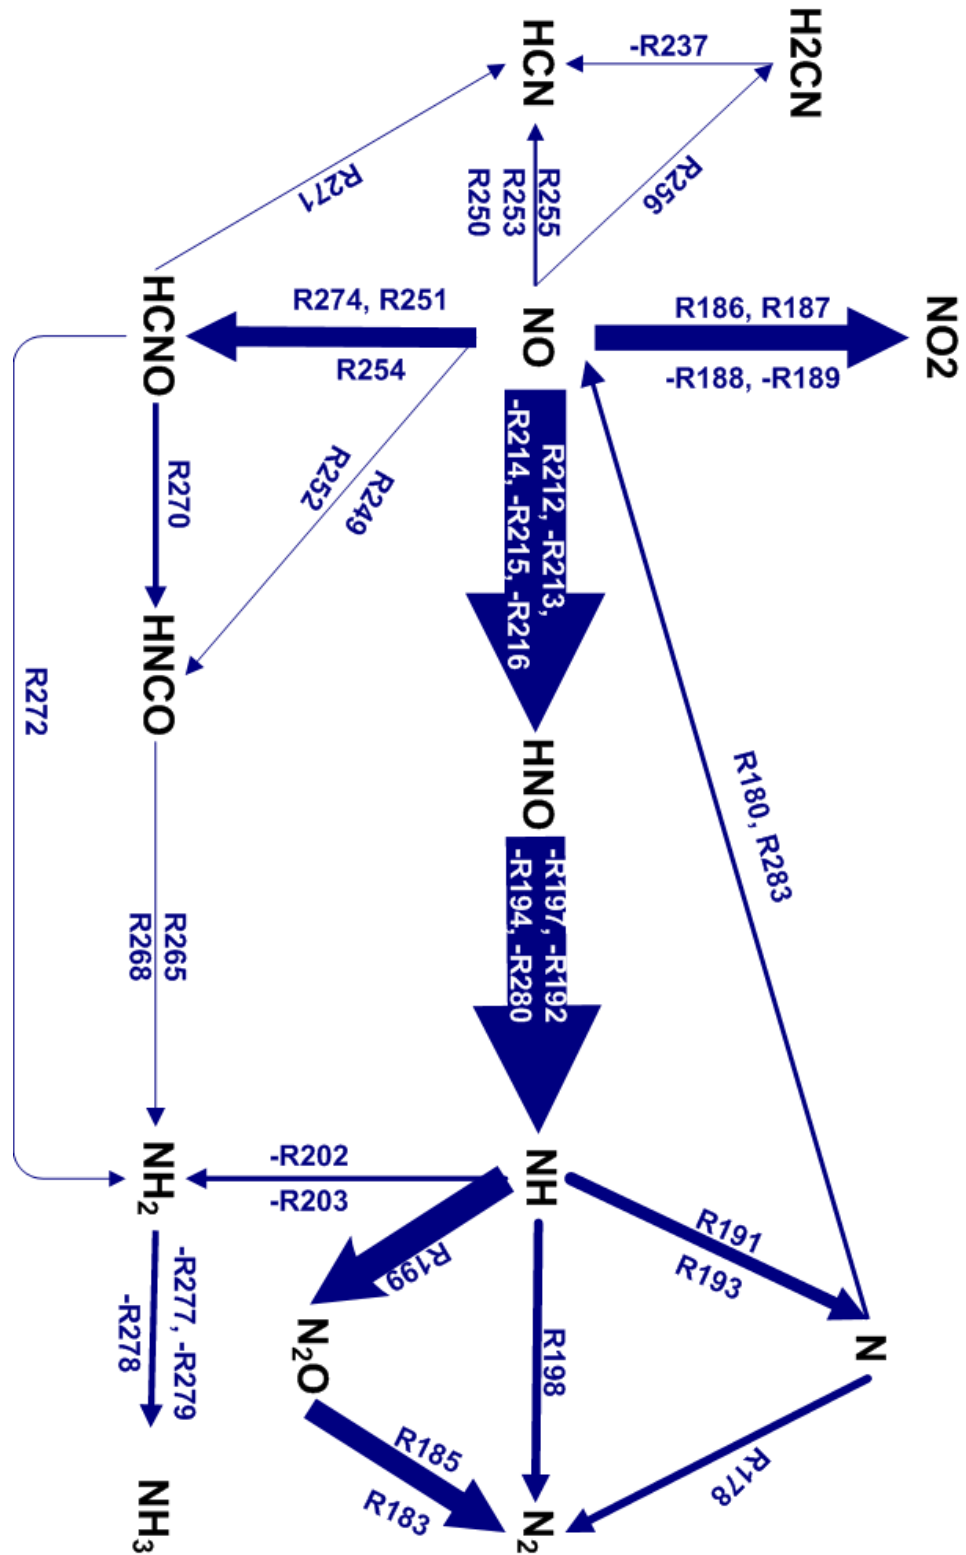 HCN
-R237
H2CN
R271
R255
R253
R250
R256
HCNO
R274, R251
R254
NO
R186, R187
-R188, -R189
NO2
R270
R249
R252
R212, -R213,
-R214, -R215, -R216
HNCO
R272
HNO
R180, R283
R265
R268
-R197, -R192
-R194, -R280
NH2
-R202
-R203
NH
R191
R193
R199
-R277, -R279
-R278
N2O
R198
N
R185
R183
R178
NH3
N2